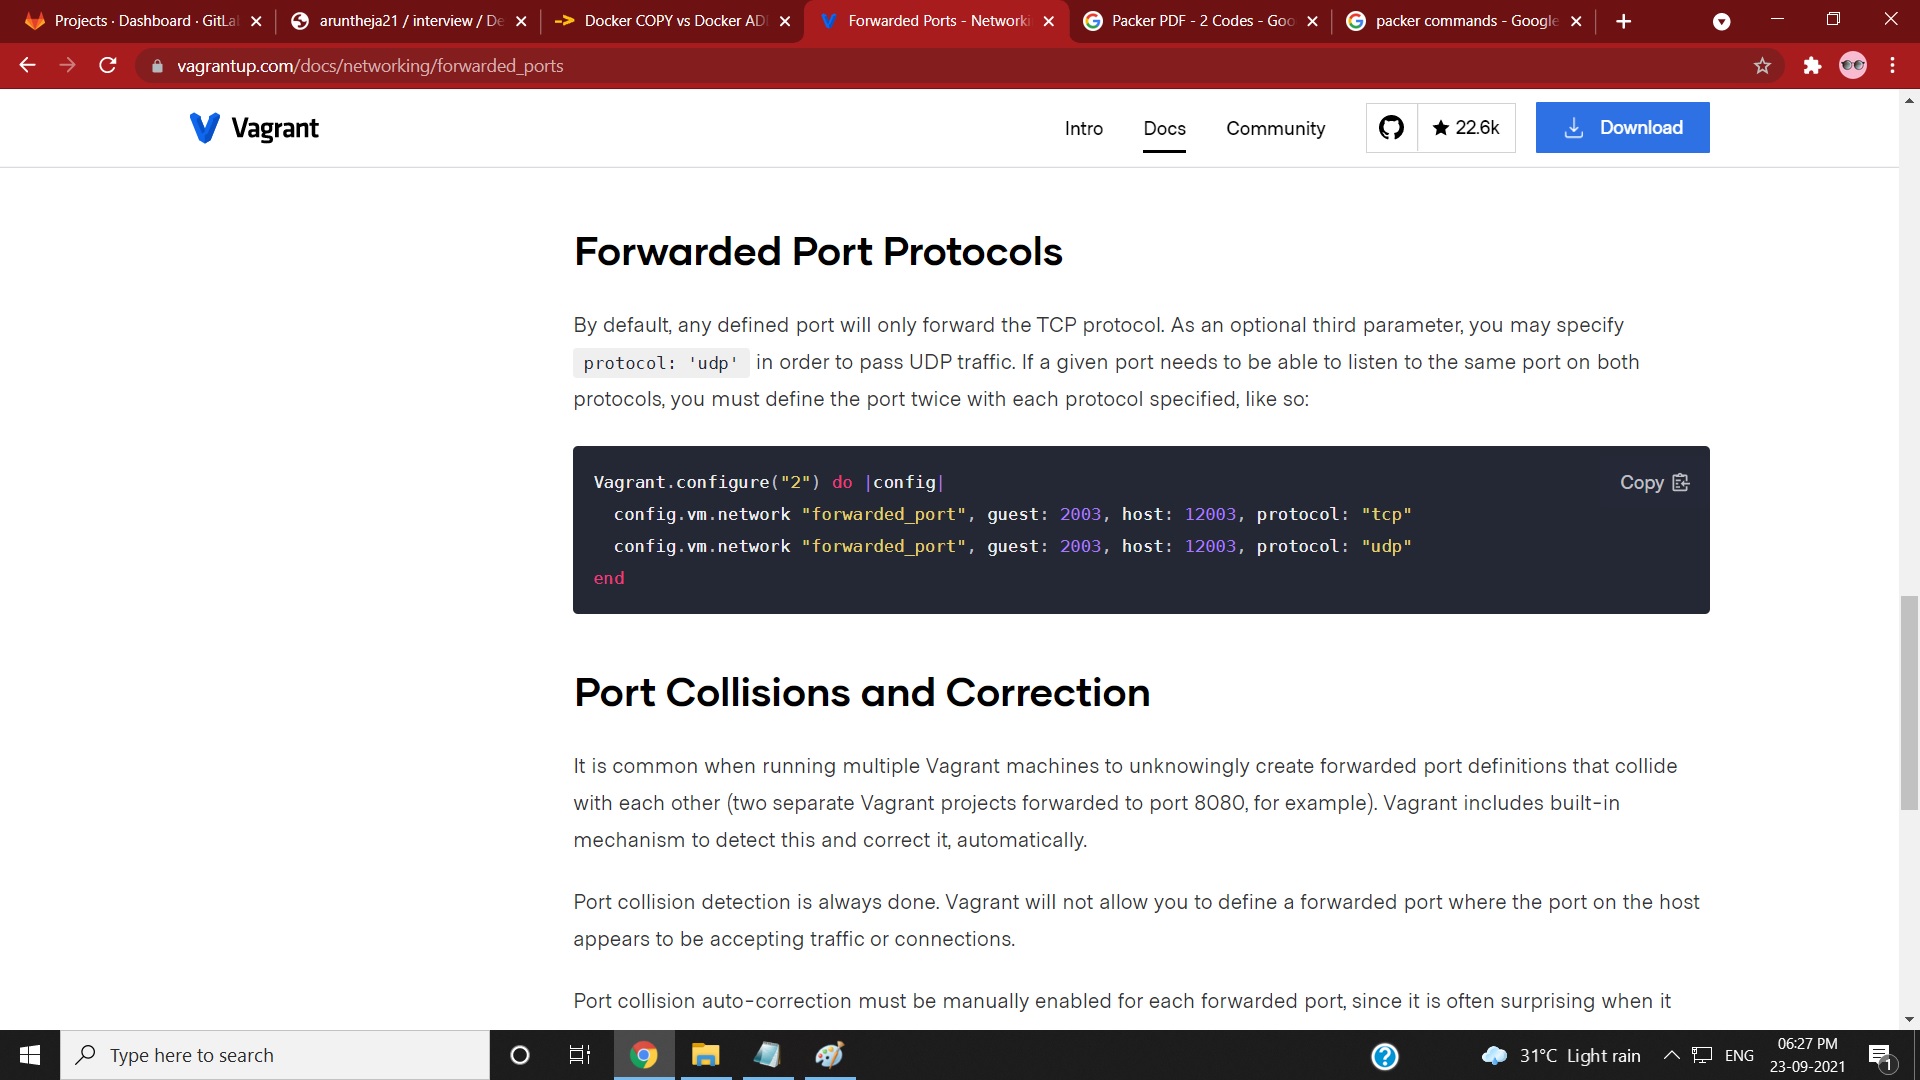 Projects · Dashboard · GitLa
aruntheja21 / interview / De
Docker COPY vs Docker AD
Forwarded Ports - Networki
Packer PDF - 2 Codes - Goo
packer commands - Google
vagrantup.com/docs/networking/forwarded_ports
Vagrant
Intro
Docs
Community
22.6k
Download
Forwarded Port Protocols
By default, any defined port will only forward the TCP protocol. As an optional third parameter, you may specify
protocol: 'udp' in order to pass UDP traffic. If a given port needs to be able to listen to the same port on both
protocols, you must define the port twice with each protocol specified, like so:
Vagrant.configure("2") do |config|
Copy
config.vm.network "forwarded_port", guest: 2003, host: 12003, protocol: "tcp"
config.vm.network "forwarded_port", guest: 2003, host: 12003, protocol: "udp"
end
Port Collisions and Correction
It is common when running multiple Vagrant machines to unknowingly create forwarded port definitions that collide
with each other (two separate Vagrant projects forwarded to port 8080, for example). Vagrant includes built-in
mechanism to detect this and correct it, automatically.
Port collision detection is always done. Vagrant will not allow you to define a forwarded port where the port on the host
appears to be accepting traffic or connections.
Port collision auto-correction must be manually enabled for each forwarded port, since it is often surprising when it
Type here to search
31°C Light rain
ENG
06:27 PM
23-09-2021
1